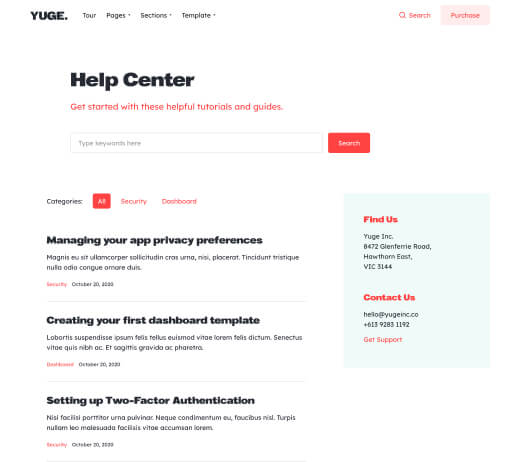 YUGE.
Tour
Pages
Sections
Template
Search
Purchase
Help Center
Get started with these helpful tutorials and guides.
Type keywords here
Search
Categories:
All
Security
Dashboard
Managing your app privacy preferences
Magnis eu sit ullamcorper sollicitudin cras urna, nisi, placerat. Tincidunt tristique
nulla odio congue ornare duis.
Security October 20, 2020
Creating your first dashboard template
Lobortis suspendisse ipsum felis tellus euismod vitae lorem felis dictum. Senectus
vitae quis nibh ac. Et sagittis gravida ac pharetra.
Dashboard October 20, 2020
Setting up Two-Factor Authentication
Nisl facilisi porttitor urna pulvinar. Neque condimentum eu, faucibus nisl. Turpis
nullam leo malesuada facilisis vitae accumsan lorem.
Security October 20, 2020
Find Us
Yuge Inc.
8472 Glenferrie Road,
Hawthorn East,
VIC 3144
Contact Us
hello@yugeinc.co
+613 9283 1192
Get Support